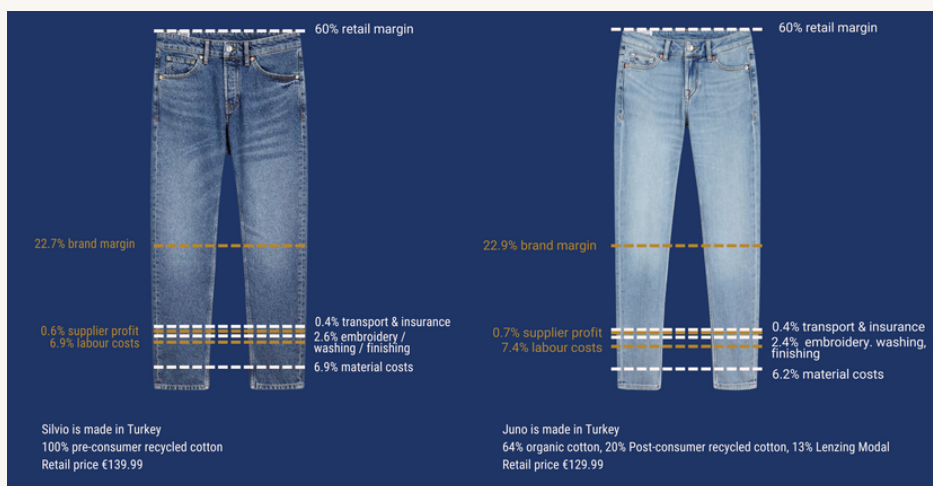 60% retail margin
22.7% brand margin
0.4% transport & insurance
0.6% supplier profit
2.6% embroidery /
washing / finishing
6.9% labour costs
6.9% material costs
Silvio is made in Turkey
100% pre-consumer recycled cotton
Retail price €139.99
60% retail margin
22.9% brand margin
0.4% transport & insurance
0.7% supplier profit
2.4% embroidery. washing,
finishing
7.4% labour costs
6.2% material costs
Juno is made in Turkey
64% organic cotton, 20% Post-consumer recycled cotton, 13% Lenzing Modal
Retail price €129.99